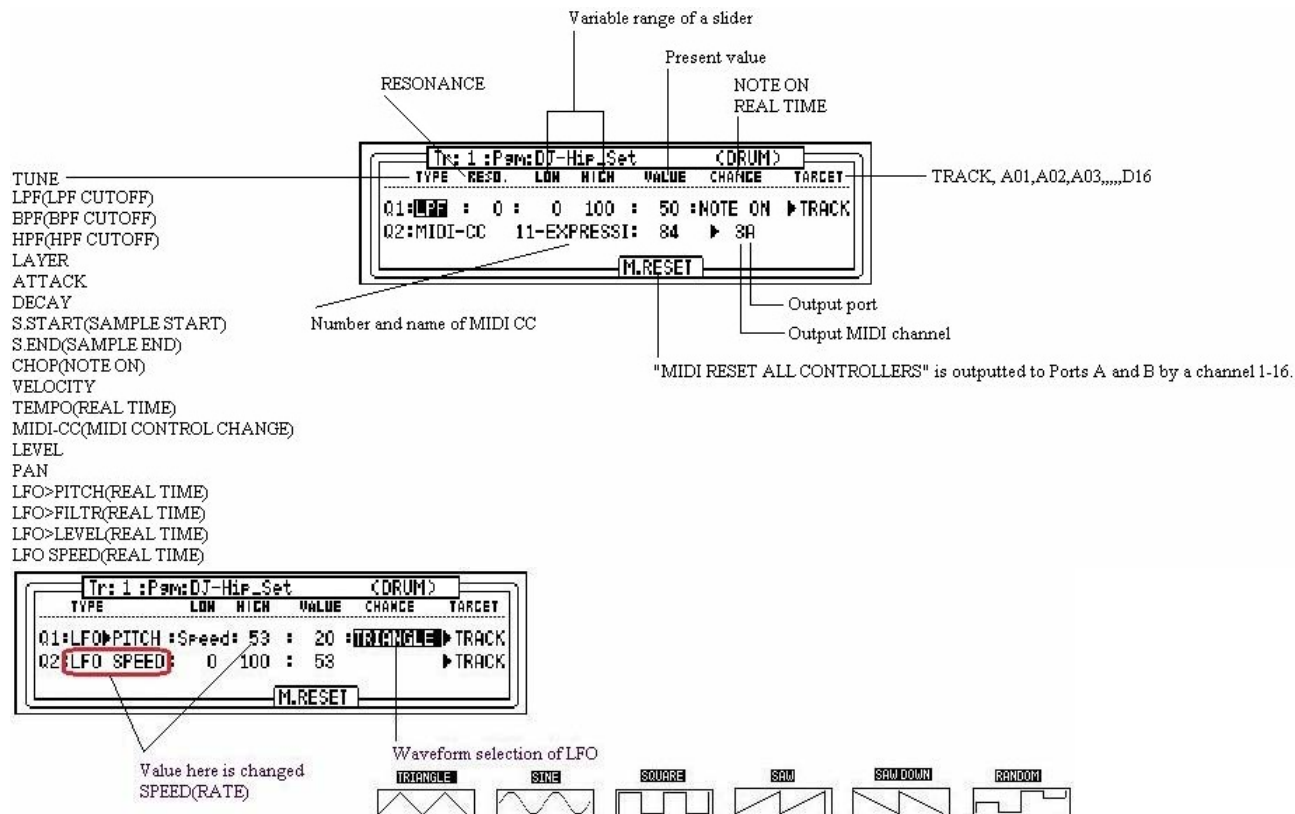 Variable range of a slider
Present value
RESONANCE
NOTE ON
REAL TIME
Tr: 1 :Pgm:DJ-Hip_Set (DRUM)
TYPE RESO. LOW HIGH VALUE CHANGE TARGET
Q1:LPF : 0 : 0 100 : 50 :NOTE ON ▶TRACK
Q2:MIDI-CC 11-EXPRESSI: 84 ▶ 3A
M.RESET
TRACK, A01,A02,A03,,,,,D16
TUNE
LPF(LPF CUTOFF)
BPF(BPF CUTOFF)
HPF(HPF CUTOFF)
LAYER
ATTACK
DECAY
S.START(SAMPLE START)
S.END(SAMPLE END)
CHOP(NOTE ON)
VELOCITY
TEMPO(REAL TIME)
MIDI-CC(MIDI CONTROL CHANGE)
LEVEL
PAN
LFO>PITCH(REAL TIME)
LFO>FILTR(REAL TIME)
LFO>LEVEL(REAL TIME)
LFO SPEED(REAL TIME)
Number and name of MIDI CC
Output port
Output MIDI channel
"MIDI RESET ALL CONTROLLERS" is outputted to Ports A and B by a channel 1-16.
Tr: 1 :Pgm:DJ-Hip_Set (DRUM)
TYPE LOW HIGH VALUE CHANGE TARGET
Q1:LFO▶PITCH :Speed: 53 : 20 :TRIANGLE ▶TRACK
Q2:LFO SPEED: 0 100 : 53 ▶TRACK
M.RESET
Value here is changed
SPEED(RATE)
Waveform selection of LFO
TRIANGLE SINE SQUARE SAW SAW DOWN RANDOM